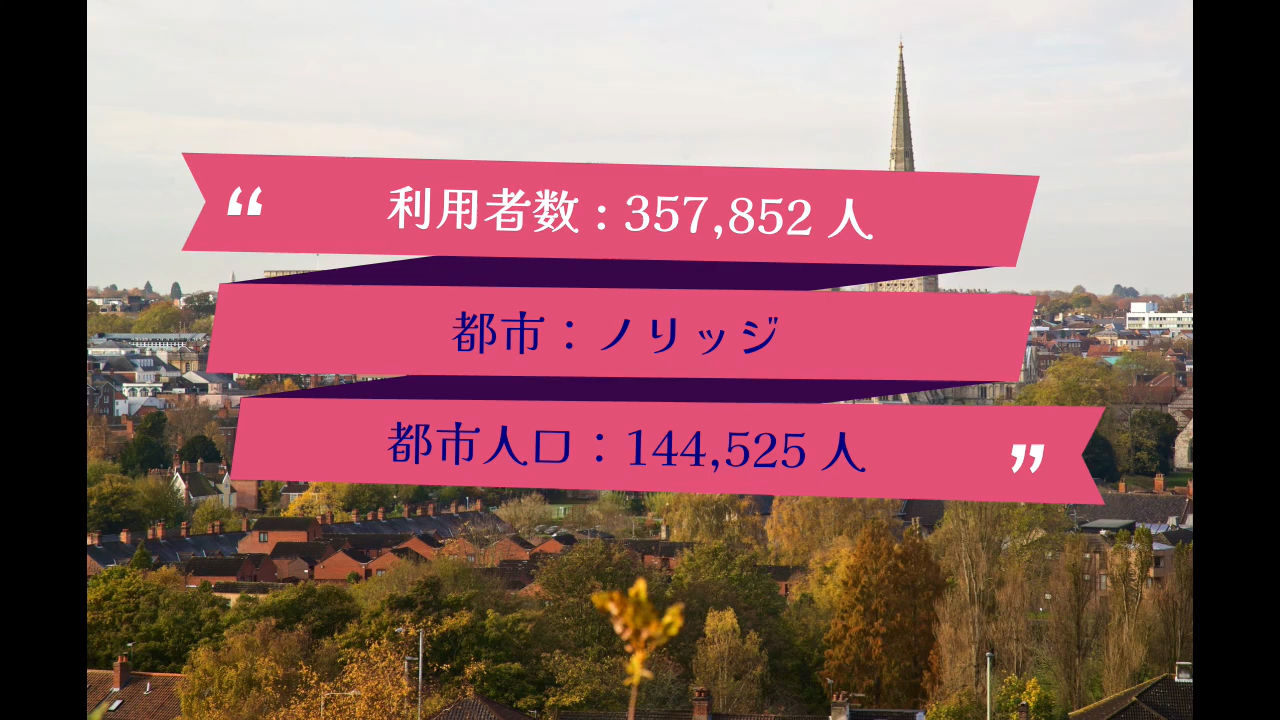 “ 利用者数 : 357,852 人
都市：ノリッジ
都市人口：144,525 人 ”